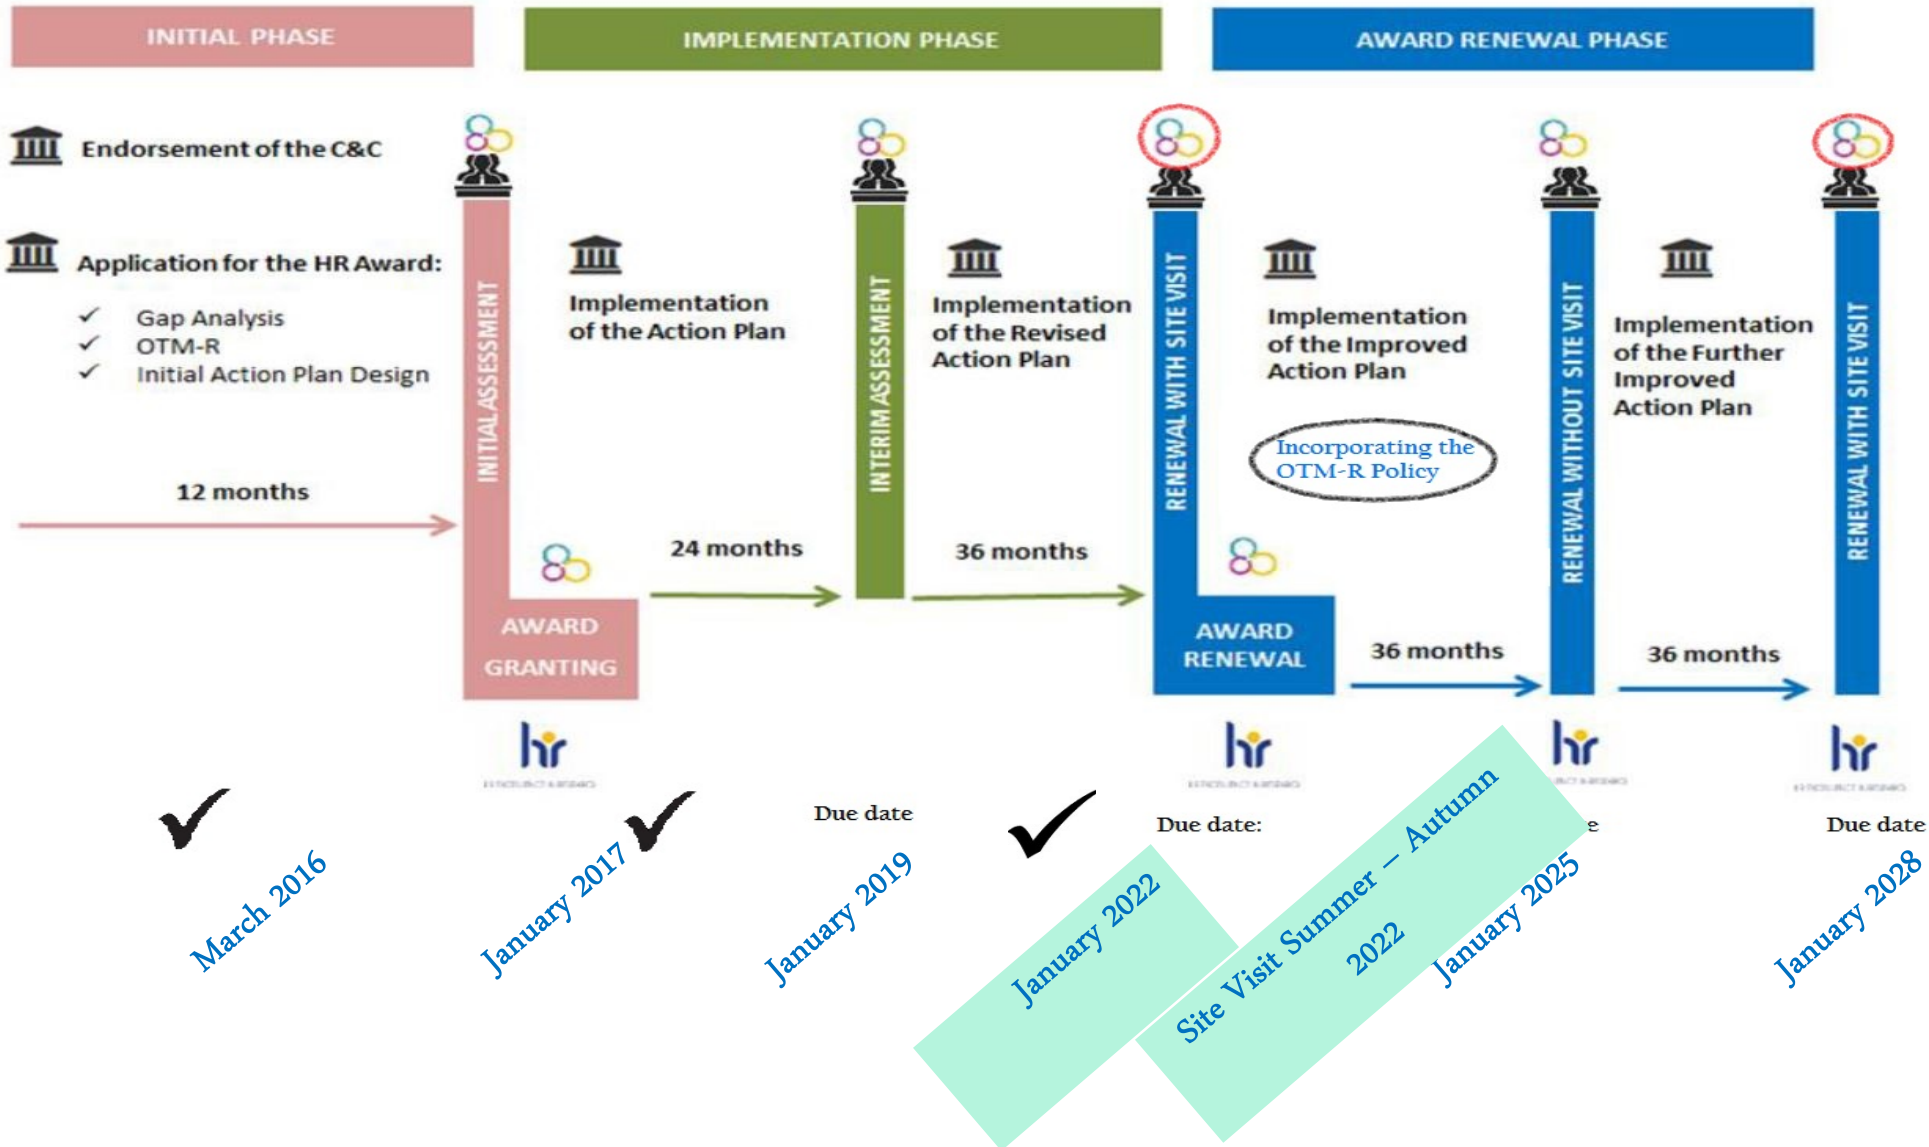 INITIAL PHASE
IMPLEMENTATION PHASE
AWARD RENEWAL PHASE
Endorsement of the C&C
Application for the HR Award:
✓ Gap Analysis
✓ OTM-R
✓ Initial Action Plan Design
12 months
INITIAL ASSESSMENT
AWARD
GRANTING
Implementation
of the Action Plan
24 months
INTERIM ASSESSMENT
Implementation
of the Revised
Action Plan
36 months
RENEWAL WITH SITE VISIT
AWARD
RENEWAL
Implementation
of the Improved
Action Plan
Incorporating the
OTM-R Policy
36 months
RENEWAL WITHOUT SITE VISIT
Implementation
of the Further
Improved
Action Plan
36 months
RENEWAL WITH SITE VISIT
hr
hr
hr
hr
Due date
Due date:
e
Due date
March 2016
January 2017
January 2019
January 2022
Site Visit Summer – Autumn
2022
January 2025
January 2028